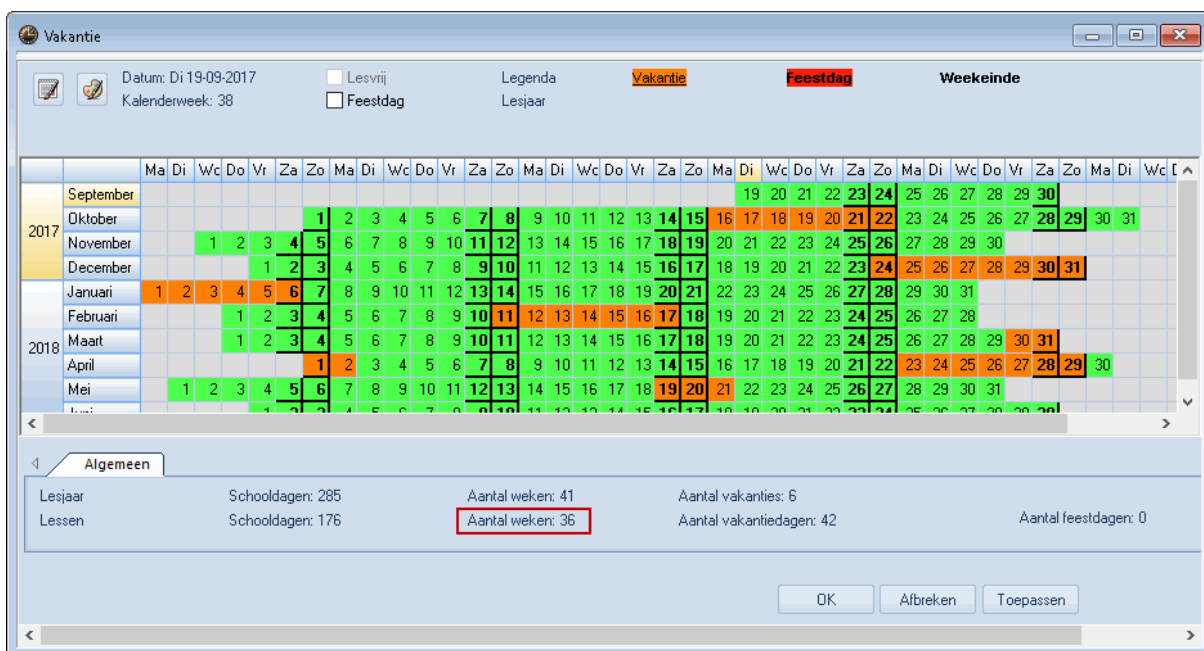 Vakantie
Datum: Di 19-09-2017 Lesvrij Legenda Vakantie Feestdag Weekeinde
Kalenderweek: 38 Feestdag Lesjaar
Ma Di Wc Do Vr Za Zo Ma Di Wc Do Vr Za Zo Ma Di Wc Do Vr Za Zo Ma Di Wc Do Vr Za Zo Ma Di Wc Do Vr Za Zo Ma Di Wc
2017
September 19 20 21 22 23 24 25 26 27 28 29 30
Oktober 1 2 3 4 5 6 7 8 9 10 11 12 13 14 15 16 17 18 19 20 21 22 23 24 25 26 27 28 29 30 31
November 1 2 3 4 5 6 7 8 9 10 11 12 13 14 15 16 17 18 19 20 21 22 23 24 25 26 27 28 29 30
December 1 2 3 4 5 6 7 8 9 10 11 12 13 14 15 16 17 18 19 20 21 22 23 24 25 26 27 28 29 30 31
2018
Januari 1 2 3 4 5 6 7 8 9 10 11 12 13 14 15 16 17 18 19 20 21 22 23 24 25 26 27 28 29 30 31
Februari 1 2 3 4 5 6 7 8 9 10 11 12 13 14 15 16 17 18 19 20 21 22 23 24 25 26 27 28
Maart 1 2 3 4 5 6 7 8 9 10 11 12 13 14 15 16 17 18 19 20 21 22 23 24 25 26 27 28 29 30 31
April 1 2 3 4 5 6 7 8 9 10 11 12 13 14 15 16 17 18 19 20 21 22 23 24 25 26 27 28 29 30
Mei 1 2 3 4 5 6 7 8 9 10 11 12 13 14 15 16 17 18 19 20 21 22 23 24 25 26 27 28 29 30 31
Algemeen
Lesjaar Schooldagen: 285 Aantal weken: 41 Aantal vakanties: 6
Lessen Schooldagen: 176 Aantal weken: 36 Aantal vakantiedagen: 42 Aantal feestdagen: 0
OK Afbreken Toepassen